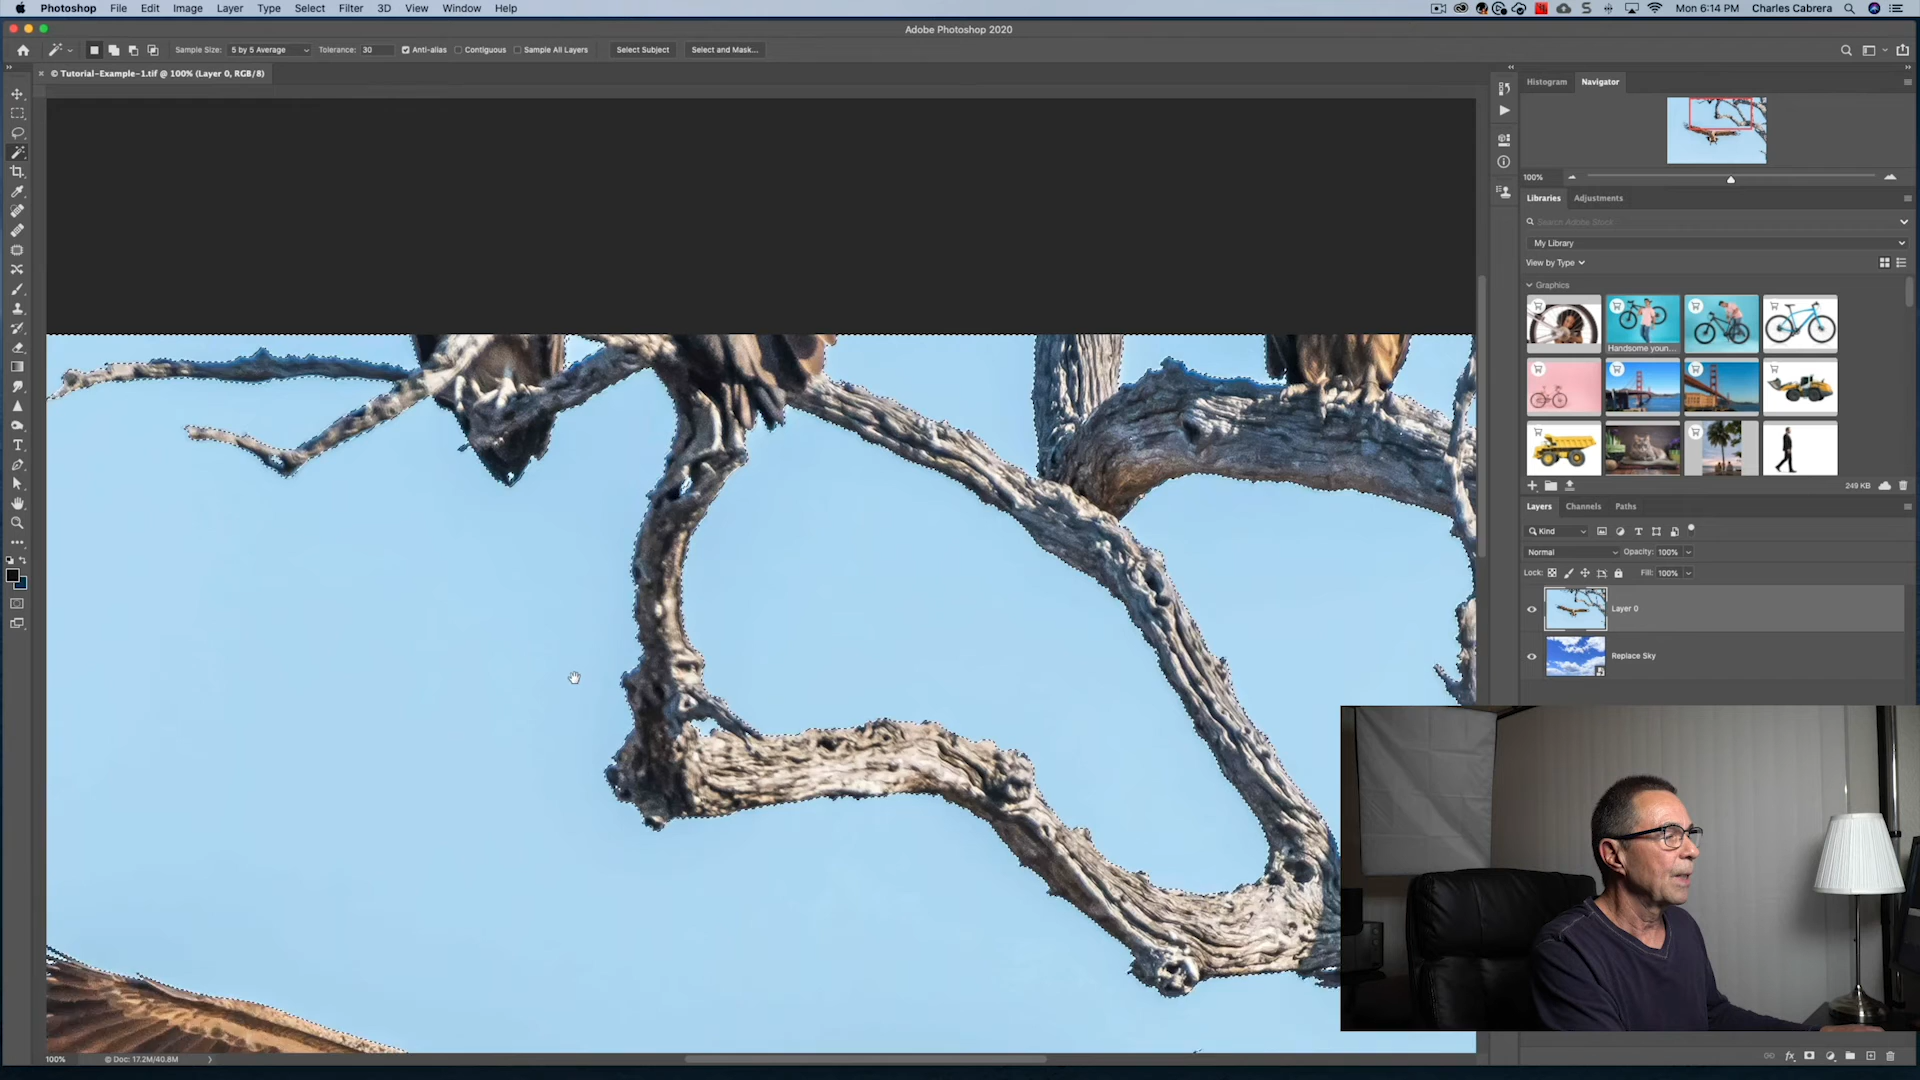 Photoshop File Edit Image Layer Type Select Filter 3D View Window Help Mon 6:14 PM Charles Cabrera
Adobe Photoshop 2020
Sample Size: 5 by 5 Average Tolerance: 30 Anti-alias Contiguous Sample All Layers Select Subject Select and Mask...
© Tutorial-Example-1.tif @ 100% (Layer 0, RGB/8)
Histogram Navigator
100%
Libraries Adjustments
Search Adobe Stock
My Library
View by Type
Graphics
Handsome youn...
249 KB
Layers Channels Paths
Kind
Normal Opacity: 100%
Lock: Fill: 100%
Layer 0
Replace Sky
100% © Doc: 17.2M/40.8M